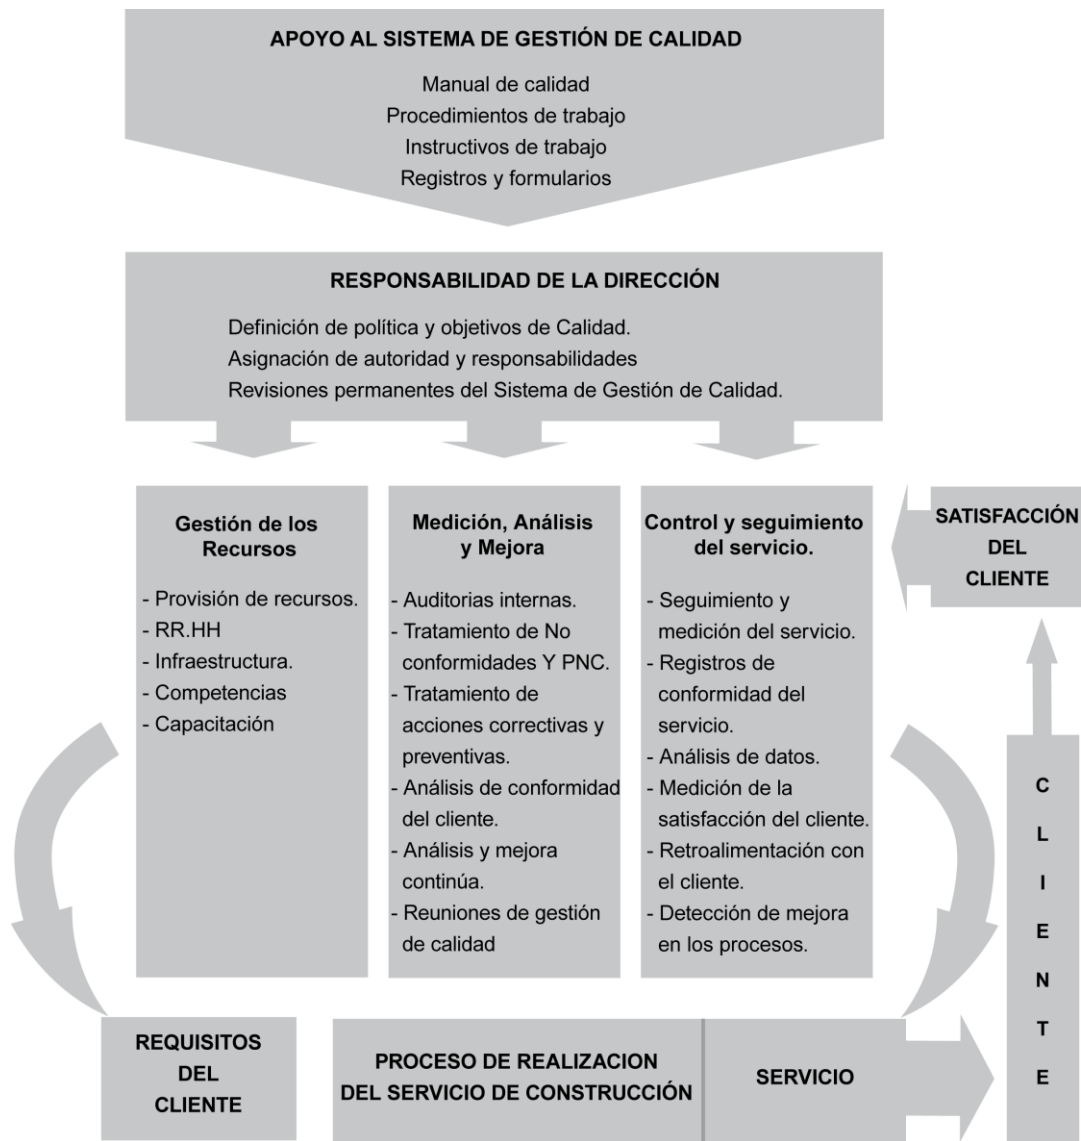 APOYO AL SISTEMA DE GESTIÓN DE CALIDAD
Manual de calidad
Procedimientos de trabajo
Instructivos de trabajo
Registros y formularios
RESPONSABILIDAD DE LA DIRECCIÓN
Definición de política y objetivos de Calidad.
Asignación de autoridad y responsabilidades
Revisiones permanentes del Sistema de Gestión de Calidad.
Gestión de los
Recursos
- Provisión de recursos.
- RR.HH
- Infraestructura.
- Competencias
- Capacitación
Medición, Análisis
y Mejora
- Auditorias internas.
- Tratamiento de No
conformidades Y PNC.
- Tratamiento de
acciones correctivas y
preventivas.
- Análisis de conformidad
del cliente.
- Análisis y mejora
continúa.
- Reuniones de gestión
de calidad
Control y seguimiento
del servicio.
- Seguimiento y
medición del servicio.
- Registros de
conformidad del
servicio.
- Análisis de datos.
- Medición de la
satisfacción del cliente.
- Retroalimentación con
el cliente.
- Detección de mejora
en los procesos.
SATISFACCIÓN
DEL
CLIENTE
CLIENTE
REQUISITOS
DEL
CLIENTE
PROCESO DE REALIZACION
DEL SERVICIO DE CONSTRUCCIÓN
SERVICIO